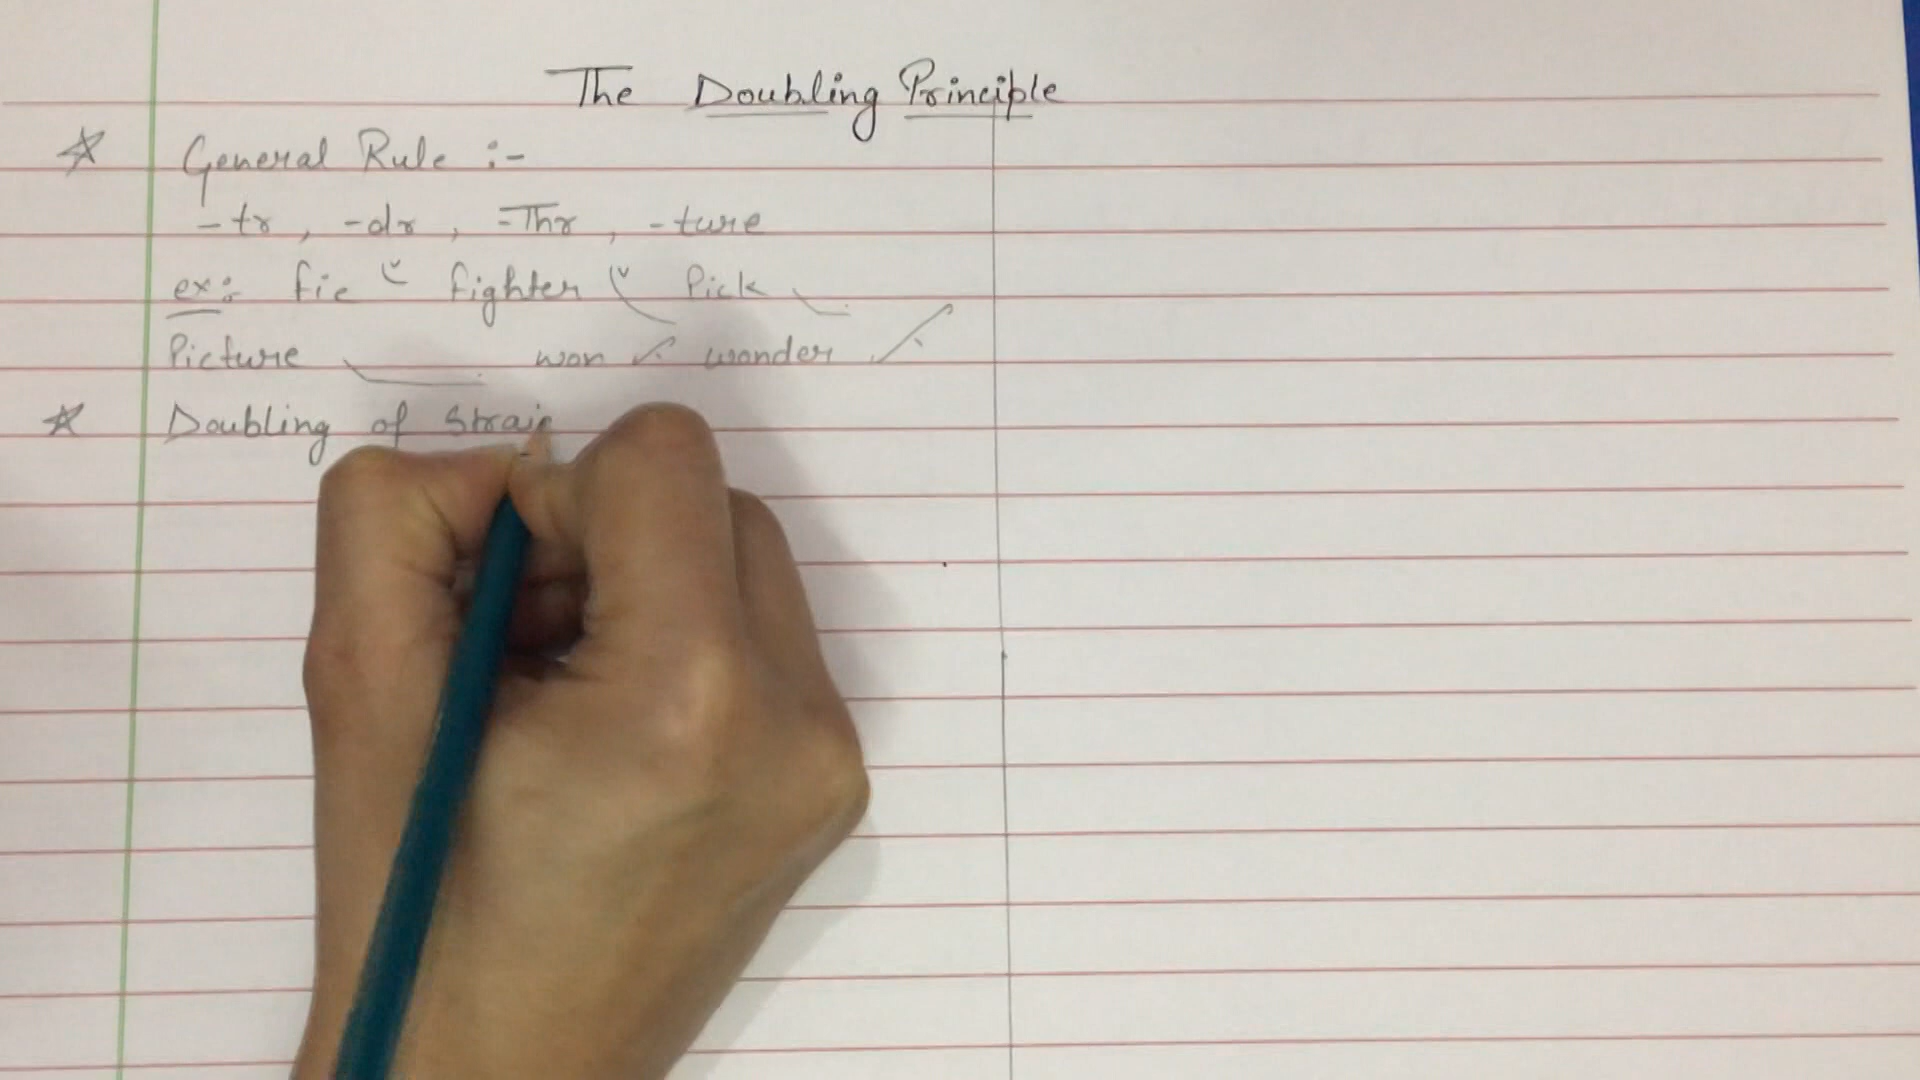 The Doubling Principle
☆ General Rule :-
-tr, -dr, -Thr, -ture
ex:- fie fighter Pick
Picture won wonder
☆ Doubling of